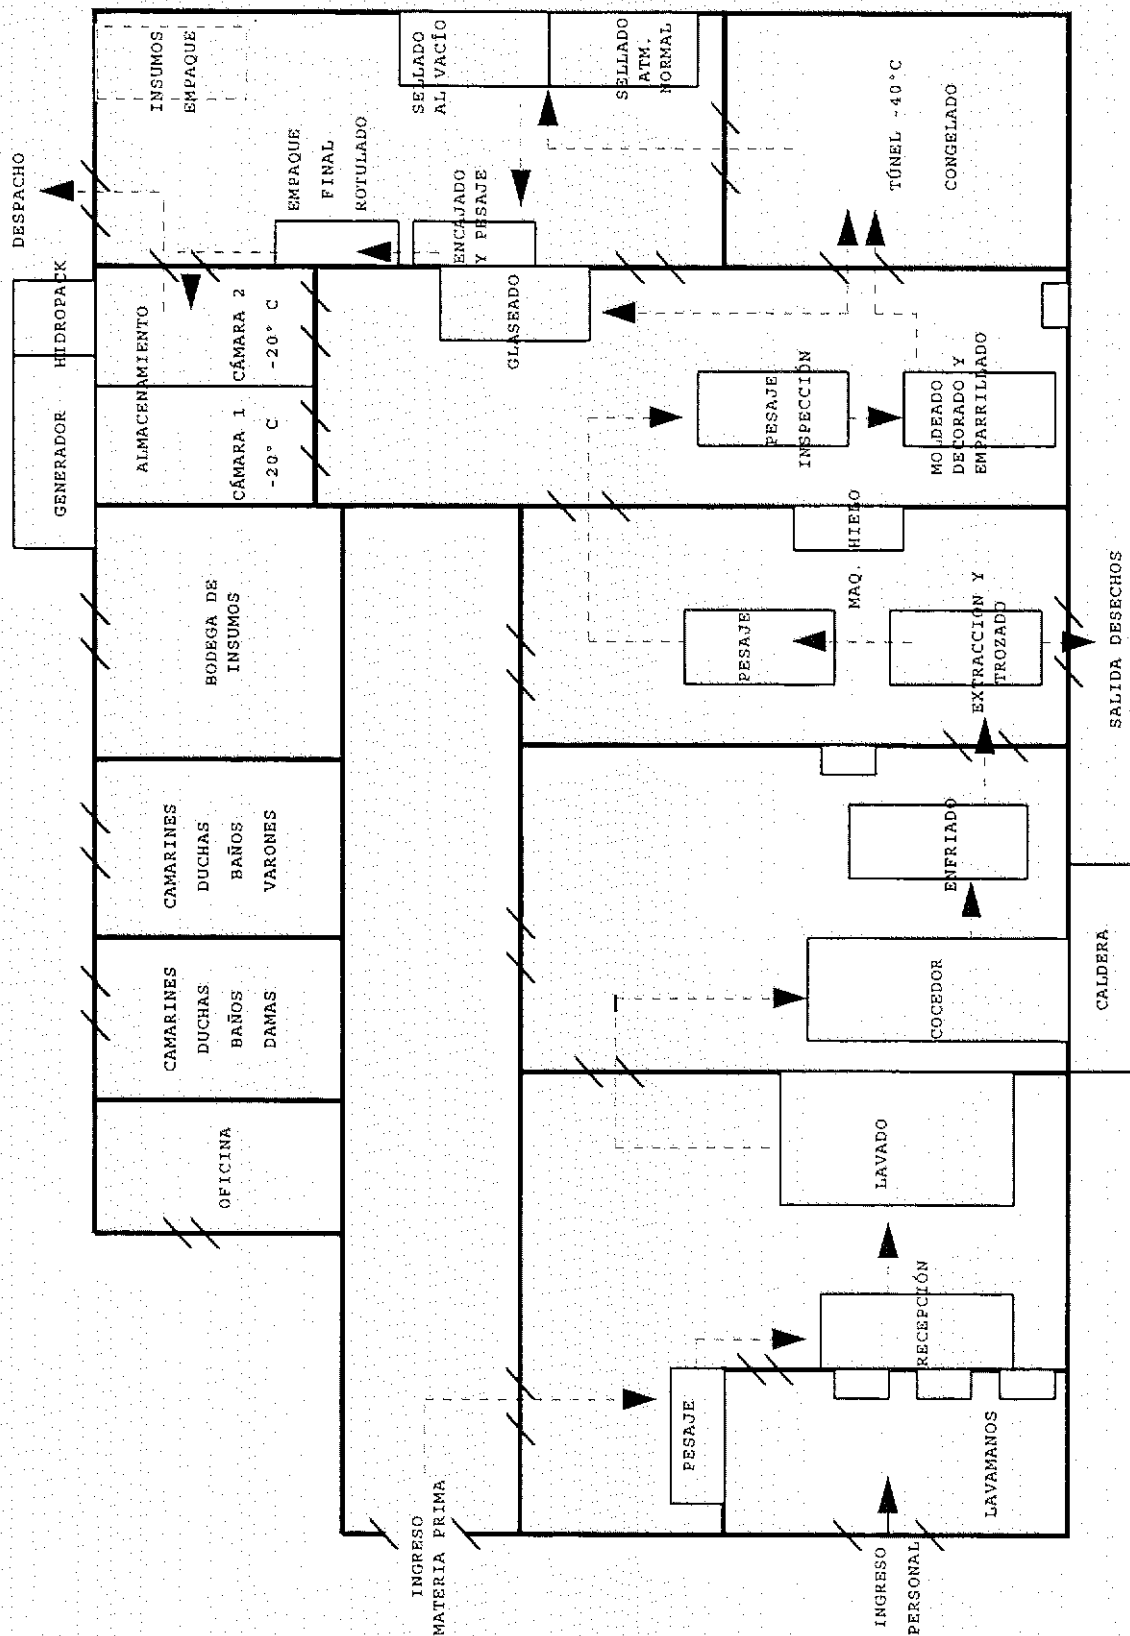 DESPACHO
GENERADOR
HIDROPACK
INSUMOS
EMPAQUE
SELLADO
AL VACÍO
SELLADO
ATM.
NORMAL
EMPAQUE
FINAL
ROTULADO
ENCAJADO
Y PESAJE
TÚNEL -40°C
CONGELADO
ALMACENAMIENTO
CÁMARA 1
-20° C
CÁMARA 2
-20° C
GLASEADO
PESAJE
INSPECCIÓN
MOLDEADO
DECORADO Y
EMPARRILLADO
BODEGA DE
INSUMOS
MAQ. HIELO
PESAJE
EXTRACCION Y
TROZADO
SALIDA DESECHOS
CAMARINES
DUCHAS
BAÑOS
VARONES
ENFRIADO
CAMARINES
DUCHAS
BAÑOS
DAMAS
COCEDOR
CALDERA
OFICINA
LAVADO
RECEPCIÓN
PESAJE
LAVAMANOS
INGRESO
MATERIA PRIMA
INGRESO
PERSONAL